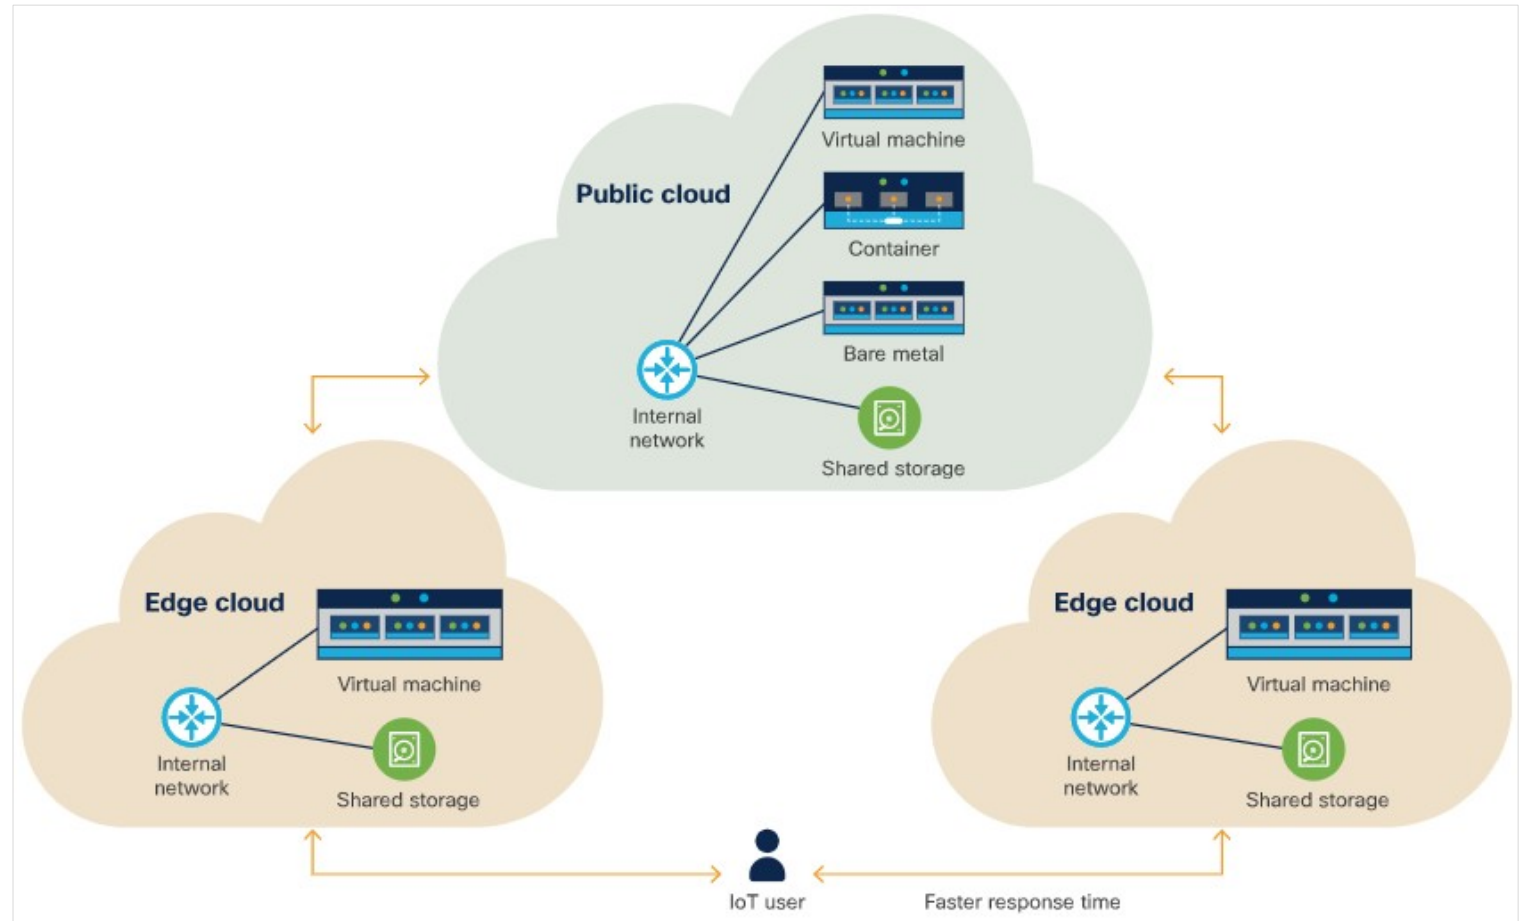 Virtual machine
Public cloud
Container
Bare metal
Internal
network
Shared storage
Edge cloud
Virtual machine
Internal
network
Shared storage
Edge cloud
Virtual machine
Internal
network
Shared storage
IoT user
Faster response time